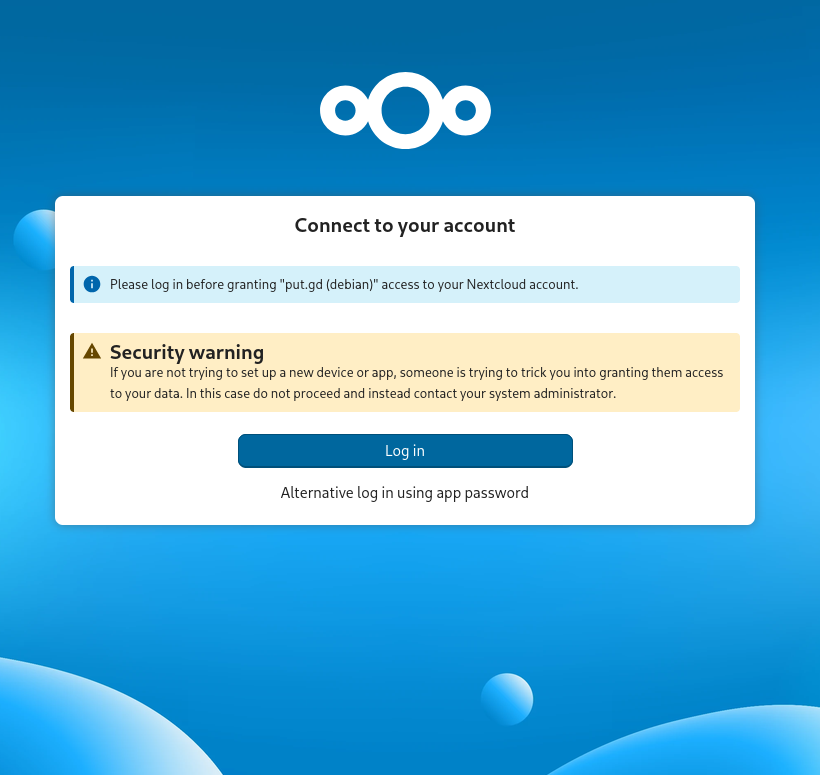 Connect to your account
Please log in before granting "put.gd (debian)" access to your Nextcloud account.
Security warning
If you are not trying to set up a new device or app, someone is trying to trick you into granting them access
to your data. In this case do not proceed and instead contact your system administrator.
Log in
Alternative log in using app password